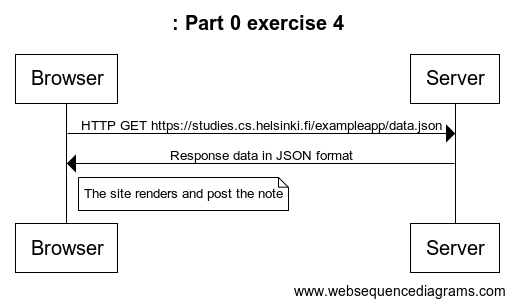 : Part 0 exercise 4
Browser
Server
HTTP GET https://studies.cs.helsinki.fi/exampleapp/data.json
Response data in JSON format
The site renders and post the note
Browser
Server
www.websequencediagrams.com